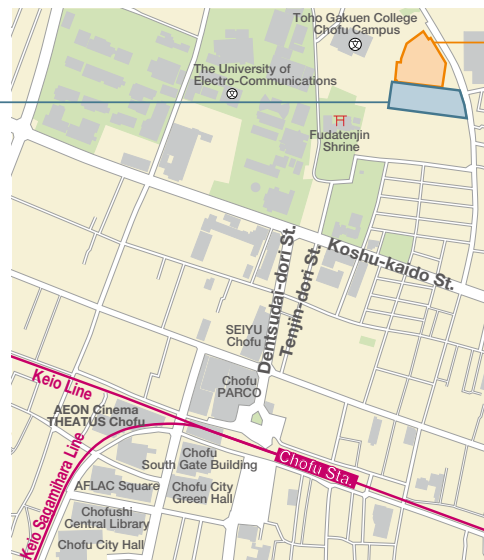 Toho Gakuen College
Chofu Campus
The University of
Electro-Communications
文
文
Fudatenjin
Shrine
Koshu-kaido St.
Dentsudai-dori St.
Tenjin-dori St.
SEIYU
Chofu
Chofu
PARCO
Keio Line
AEON Cinema
THEATUS Chofu
Keio Sagamihara Line
Chofu
South Gate Building
Chofu Sta.
AFLAC Square
Chofu City
Green Hall
Chofushi
Central Library
Chofu City Hall